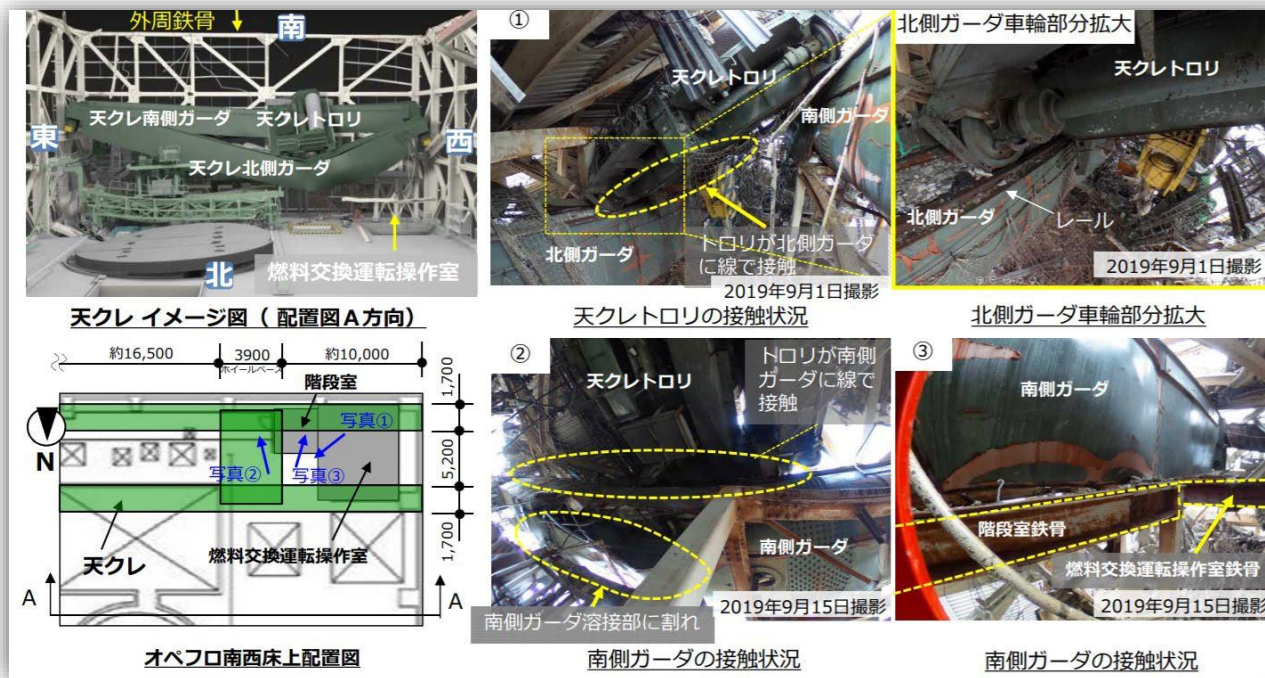 外周鉄骨
南
天クレ南側ガーダ
天クレトロリ
東
西
天クレ北側ガーダ
北
燃料交換運転操作室
天クレ イメージ図（ 配置図A方向）
①
天クレトロリ
南側ガーダ
北側ガーダ
トロリが北側ガーダ
に線で接触
2019年9月1日撮影
天クレトロリの接触状況
北側ガーダ車輪部分拡大
天クレトロリ
北側ガーダ
レール
2019年9月1日撮影
北側ガーダ車輪部分拡大
約16,500
3900
約10,000
ホイールベース
階段室
1,700
N
写真①
写真②
写真③
5,200
天クレ
燃料交換運転操作室
1,700
A
A
オペフロ南西床上配置図
②
天クレトロリ
トロリが南側
ガーダに線で
接触
南側ガーダ
2019年9月15日撮影
南側ガーダ溶接部に割れ
南側ガーダの接触状況
③
南側ガーダ
階段室鉄骨
燃料交換運転操作室鉄骨
2019年9月15日撮影
南側ガーダの接触状況